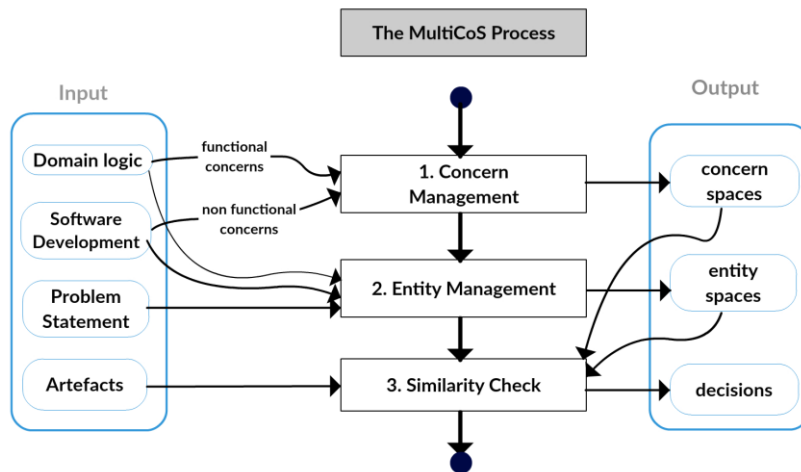 The MultiCoS Process
Input
Output
Domain logic
functional
concerns
1. Concern
Management
concern
spaces
Software
Development
non functional
concerns
2. Entity Management
entity
spaces
Problem
Statement
Artefacts
3. Similarity Check
decisions